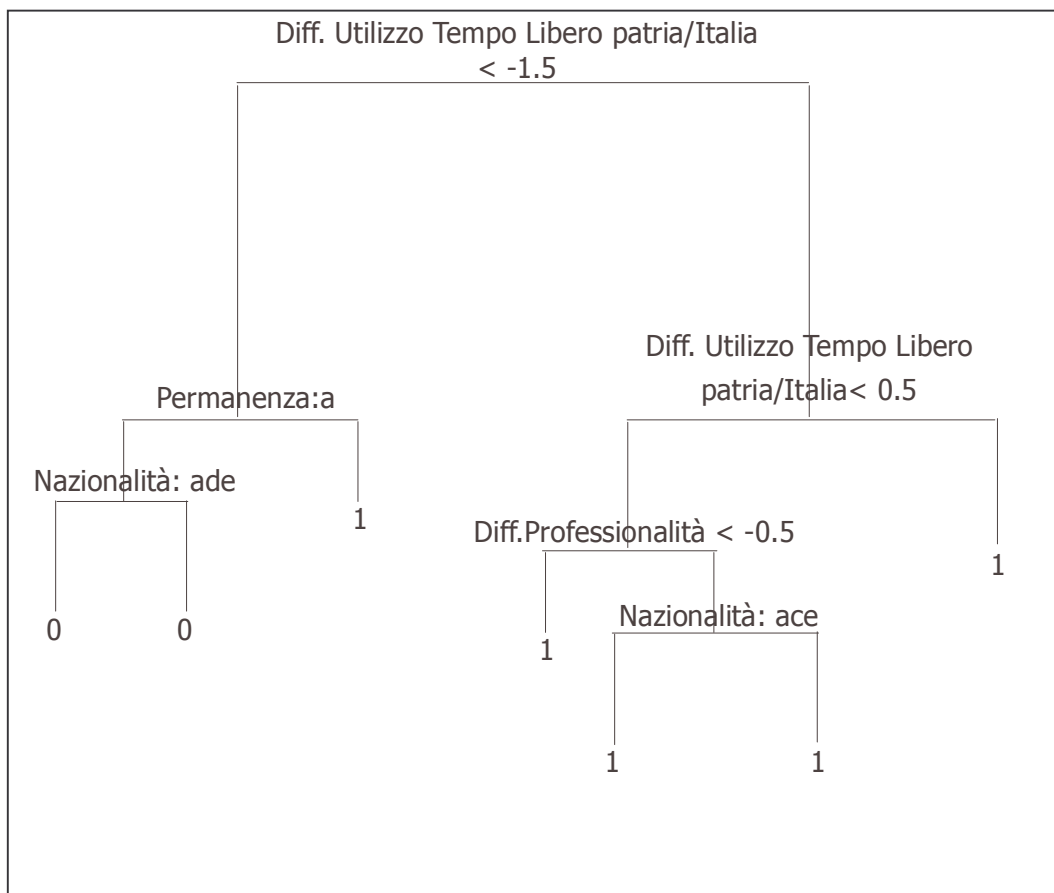 Diff. Utilizzo Tempo Libero patria/Italia
< -1.5
Diff. Utilizzo Tempo Libero
patria/Italia< 0.5
Permanenza:a
Nazionalità: ade
1
Diff.Professionalità < -0.5
1
Nazionalità: ace
0 0
1
1 1